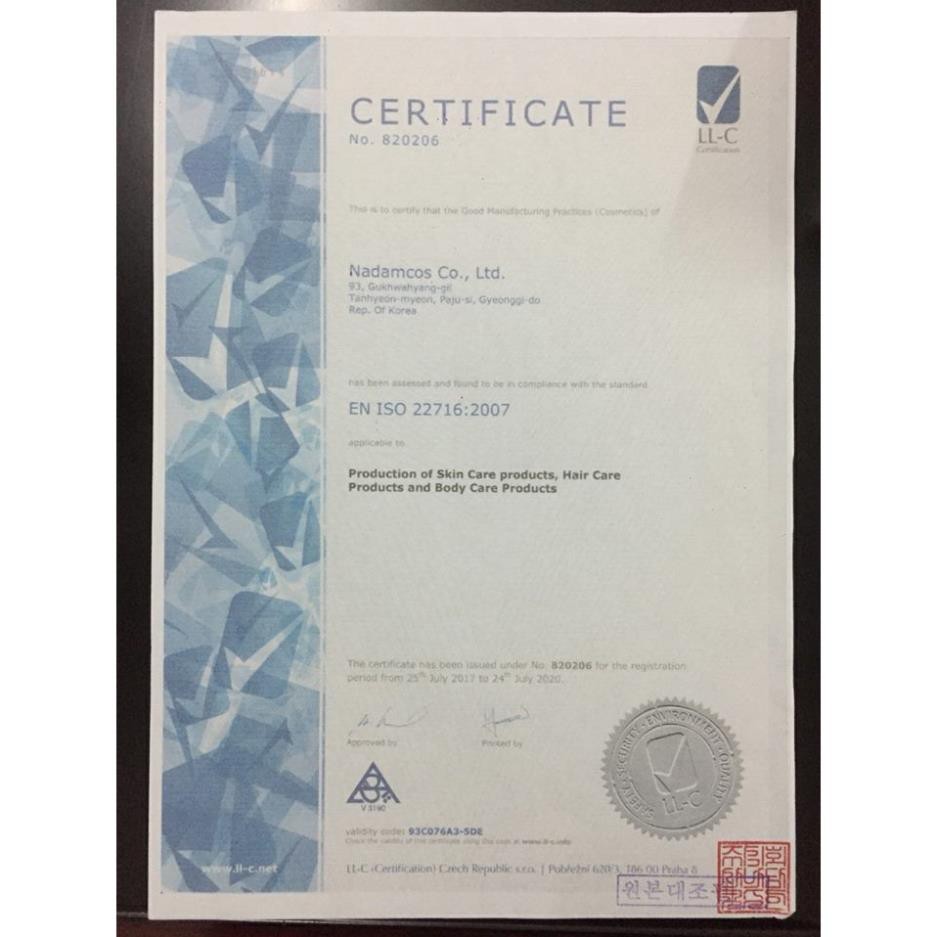 CERTIFICATE
No. 820206
LL-C
Certification
This is to certify that the Good Manufacturing Practices (Cosmetics) of
Nadamcos Co., Ltd.
93, Gukhwahyang-gil
Tanhyeon-myeon, Paju-si, Gyeonggi-do
Rep. Of Korea
has been assessed and found to be in compliance with the standard
EN ISO 22716:2007
applicable to
Production of Skin Care products, Hair Care
Products and Body Care Products
The certificate has been issued under No. 820206 for the registration
period from 25th July 2017 to 24th July 2020.
Approved by
Printed by
SAFETY • SECURITY • ENVIRONMENT • QUALITY
LL-C
V 3190
validity code: 93C076A3-5DE
Check the validity of this certificate using this code at www.ll-c.info
www.ll-c.net
LL-C (Certification) Czech Republic s.r.o. | Pobřežní 620/3, 186 00 Praha 8
원본대조